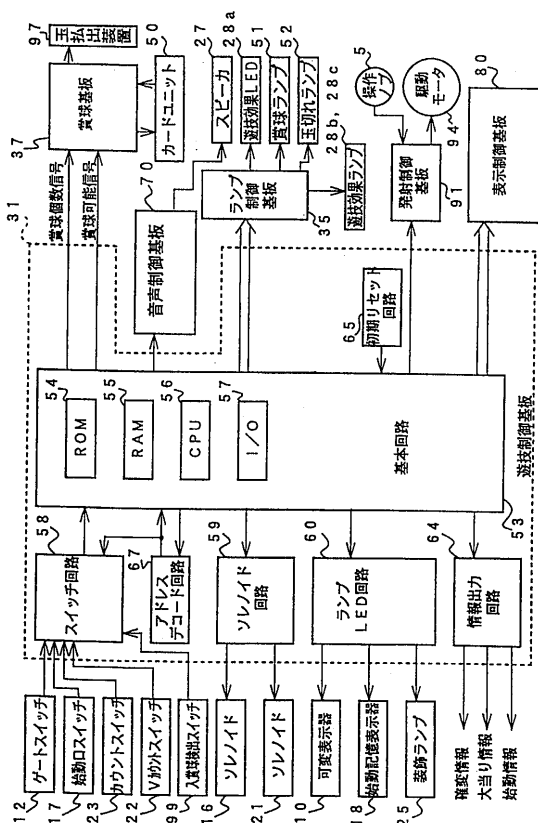 31
賞球個数信号
賞球可能信号
37
賞球基板
97
玉払出装置
カードユニット
50
70
音声制御基板
スピーカ
27
遊技効果LED
28a
賞球ランプ
51
玉切れランプ
52
ランプ
制御
基板
35
遊技効果ランプ
28b, 28c
操作
ノブ
5
発射制御
基板
91
駆動
モータ
94
表示制御基板
80
初期リセット
回路
65
ROM
54
RAM
55
CPU
56
I/O
57
基本回路
53
遊技制御基板
スイッチ回路
58
アドレス
デコード回路
67
ソレノイド
回路
59
ランプ
LED回路
60
情報出力
回路
64
ゲートスイッチ
12
始動口スイッチ
17
カウントスイッチ
23
Vカウントスイッチ
22
入賞球検出スイッチ
99
ソレノイド
16
ソレノイド
21
可変表示器
10
始動記憶表示器
18
装飾ランプ
25
確変情報
大当り情報
始動情報